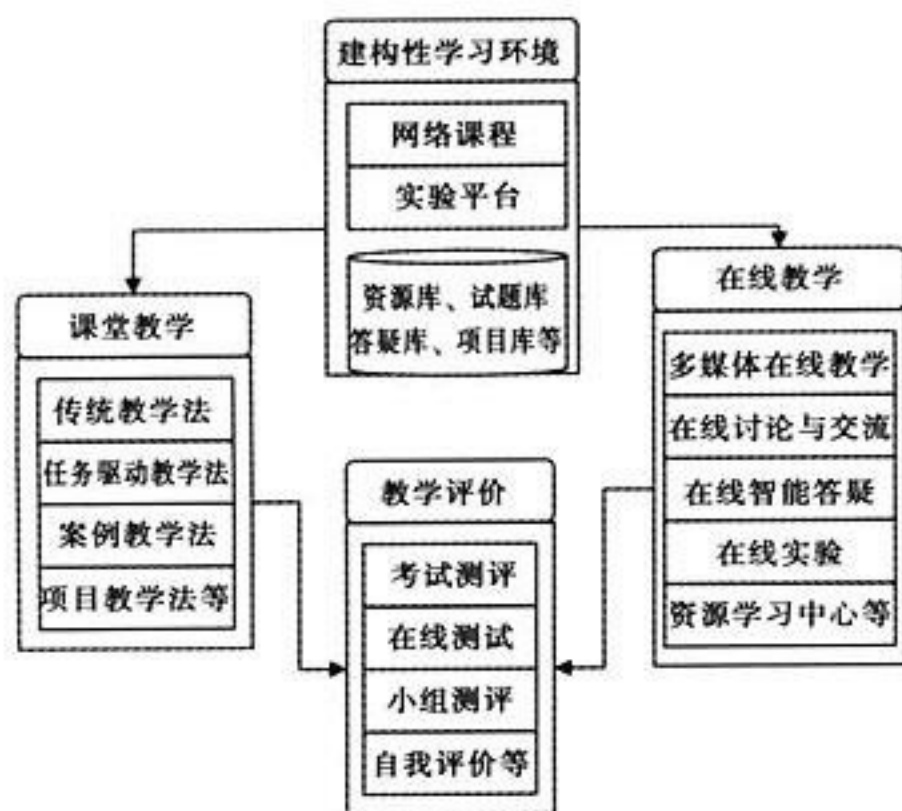 建构性学习环境
网络课程
实验平台
资源库、试题库
答疑库、项目库等
课堂教学
传统教学法
任务驱动教学法
案例教学法
项目教学法等
在线教学
多媒体在线教学
在线讨论与交流
在线智能答疑
在线实验
资源学习中心等
教学评价
考试测评
在线测试
小组测评
自我评价等